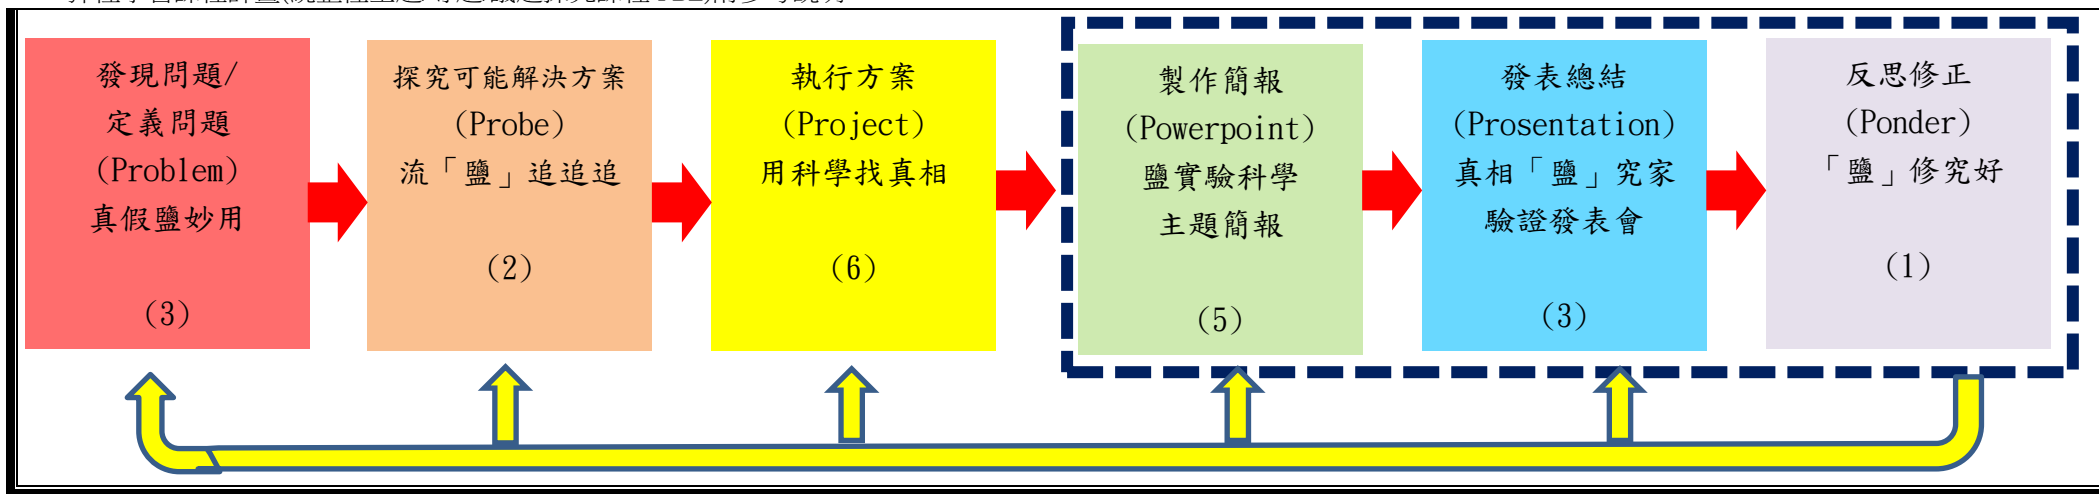 發現問題/
定義問題
(Problem)
真假鹽妙用
(3)
探究可能解決方案
(Probe)
流「鹽」追追追
(2)
執行方案
(Project)
用科學找真相
(6)
製作簡報
(Powerpoint)
鹽實驗科學
主題簡報
(5)
發表總結
(Prosentation)
真相「鹽」究家
驗證發表會
(3)
反思修正
(Ponder)
「鹽」修究好
(1)